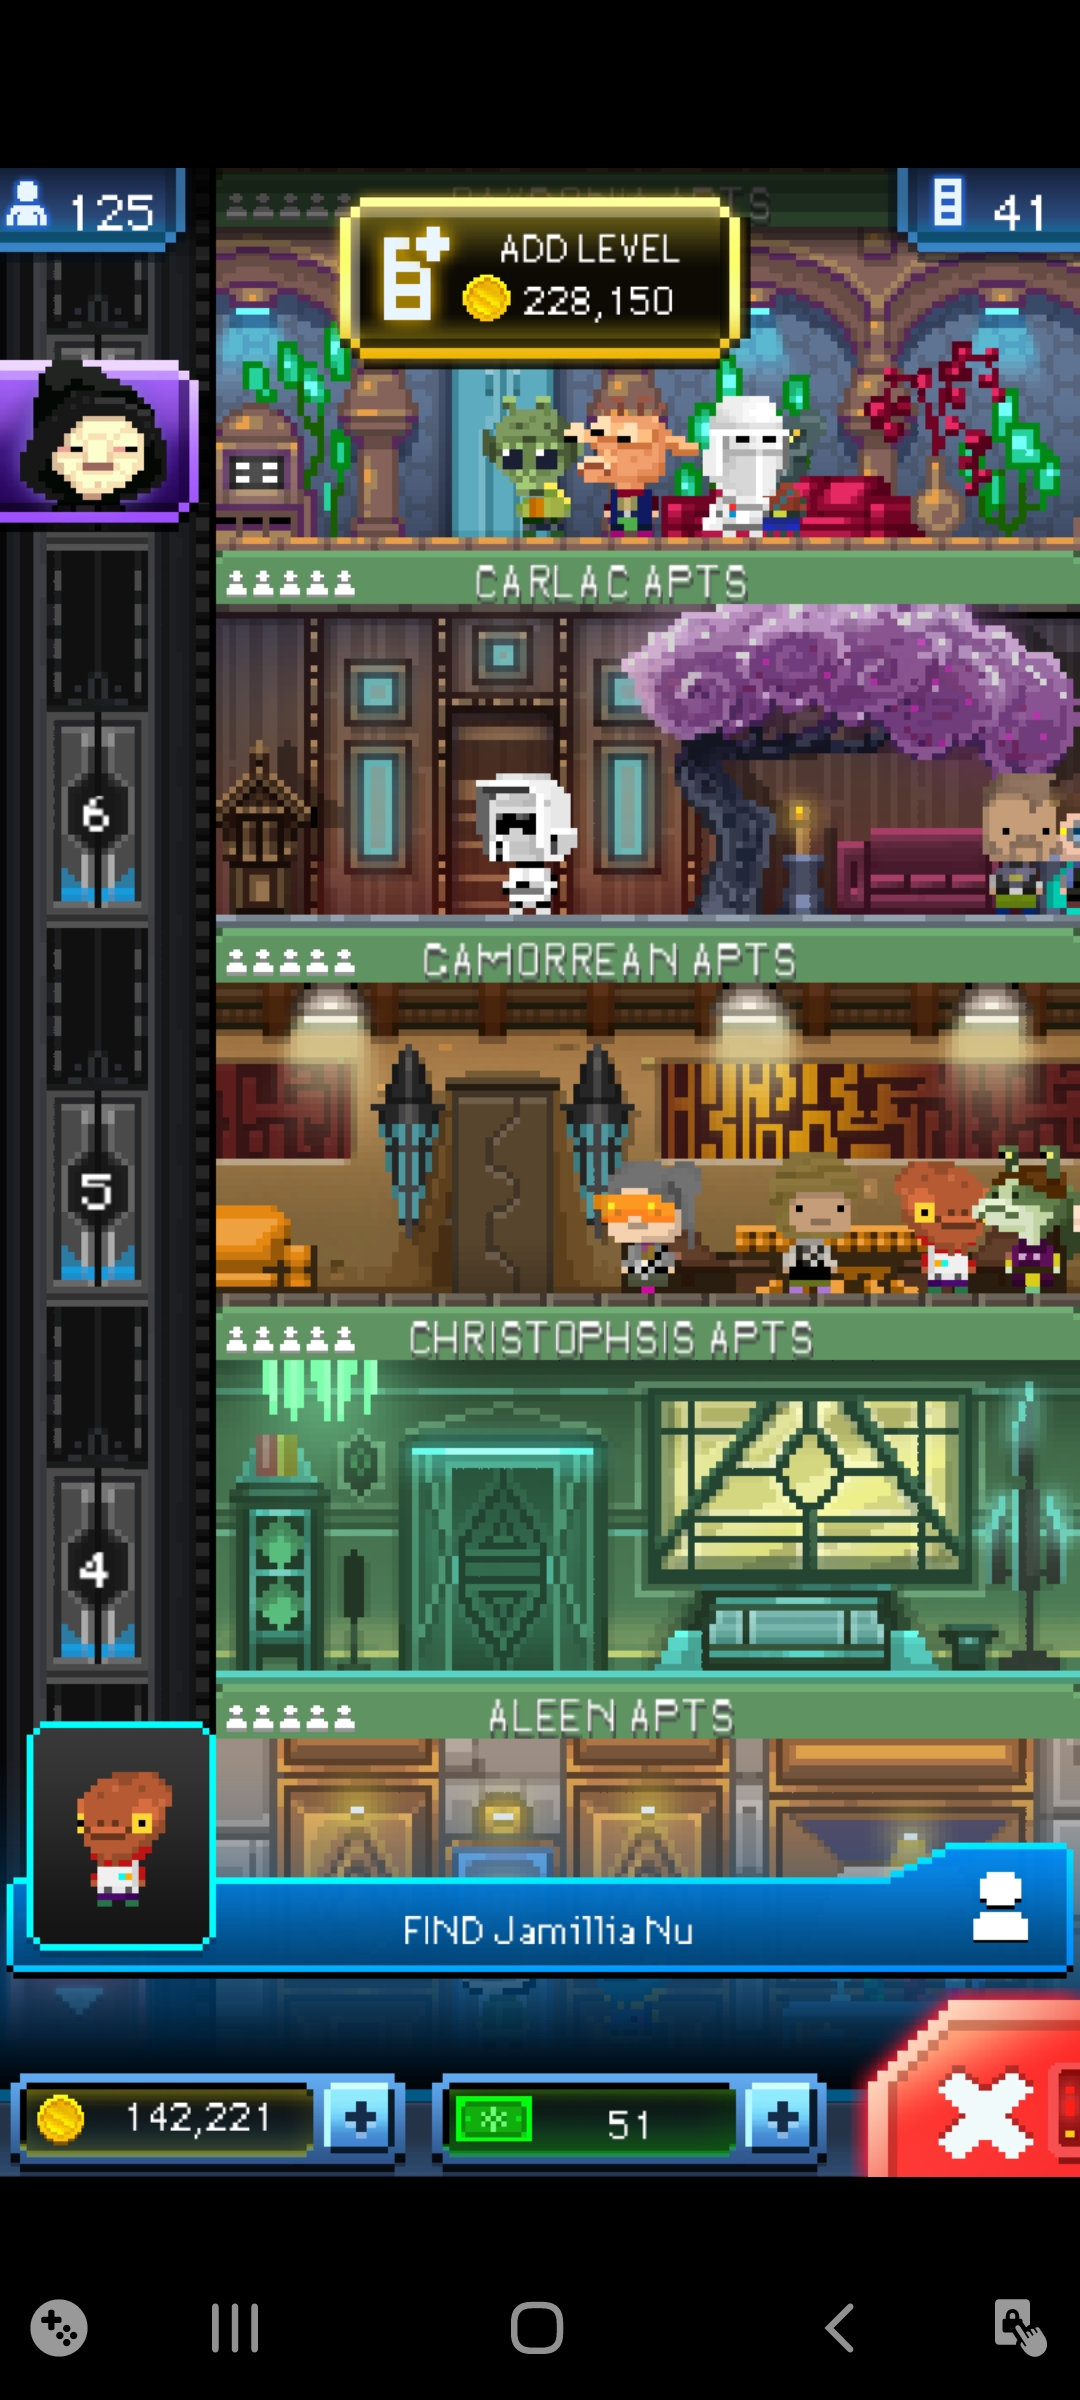 125
41
ADD LEVEL
228,150
CARLAC APTS
6
CAMORREAN APTS
5
CHRISTOPHSIS APTS
4
ALEEN APTS
FIND Jamillia Nu
142,221
51